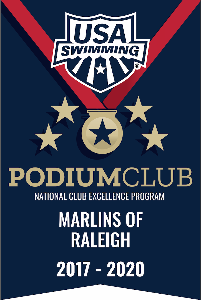 USA
SWIMMING
PODIUMCLUB
NATIONAL CLUB EXCELLENCE PROGRAM
MARLINS OF
RALEIGH
2017 - 2020